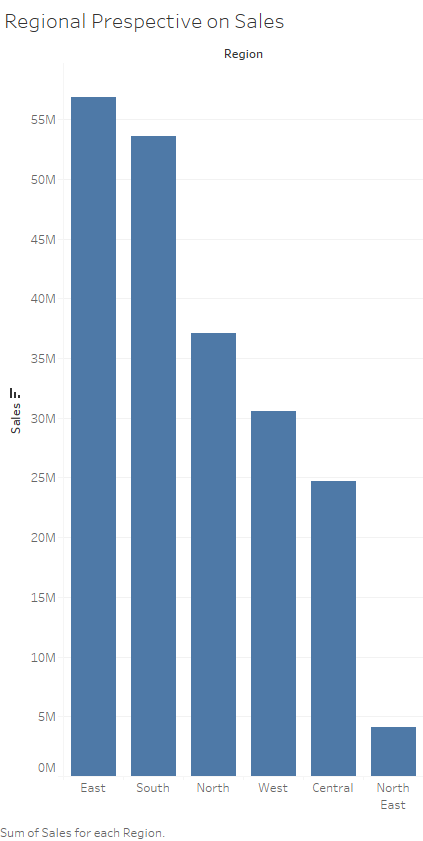 Regional Prespective on Sales
Region
55M
50M
45M
40M
35M
30M
25M
20M
15M
10M
5M
0M
Sales
East
South
North
West
Central
North
East
Sum of Sales for each Region.